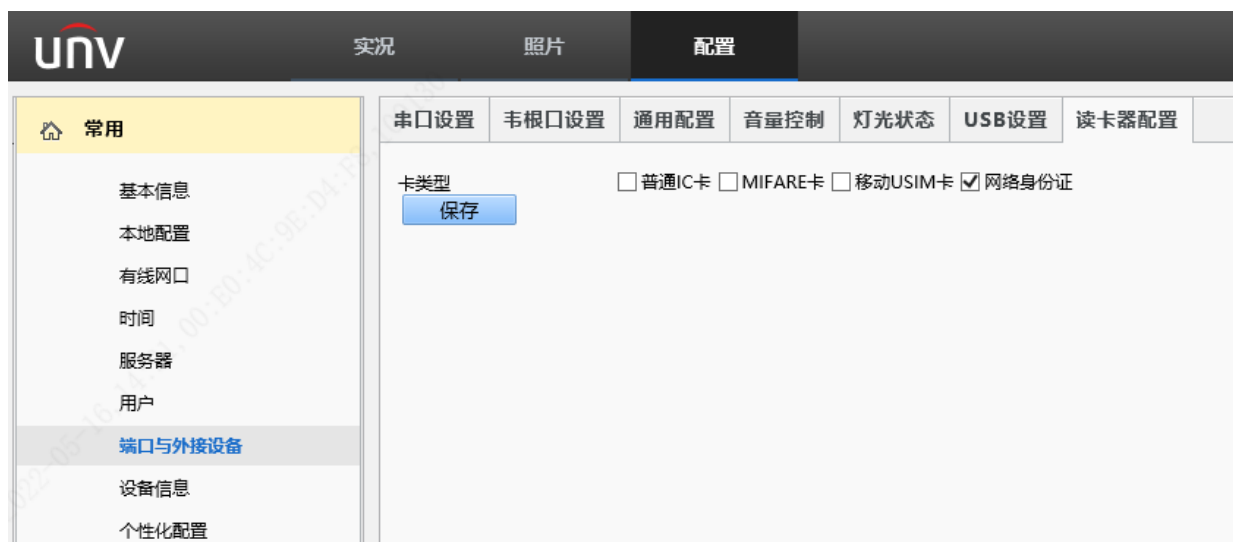 unv
实况 照片 配置
常用
串口设置 韦根口设置 通用配置 音量控制 灯光状态 USB设置 读卡器配置
基本信息
卡类型 普通IC卡 MIFARE卡 移动USIM卡 网络身份证
保存
本地配置
有线网口
时间
服务器
用户
端口与外接设备
设备信息
个性化配置